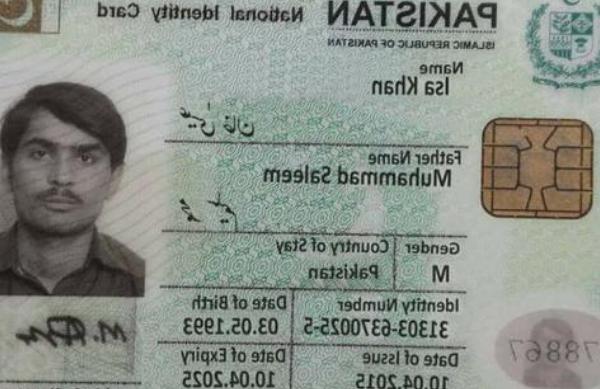 PAKISTAN National Identity Card
ISLAMIC REPUBLIC OF PAKISTAN
Name
Isa Khan
عیسیٰ خان
Father Name
Muhammad Saleem
محمد سلیم
Gender Country of Stay
M Pakistan
Identity Number Date of Birth
31303-6370025-5 03.05.1993
Date of Issue Date of Expiry
10.04.2015 10.04.2025